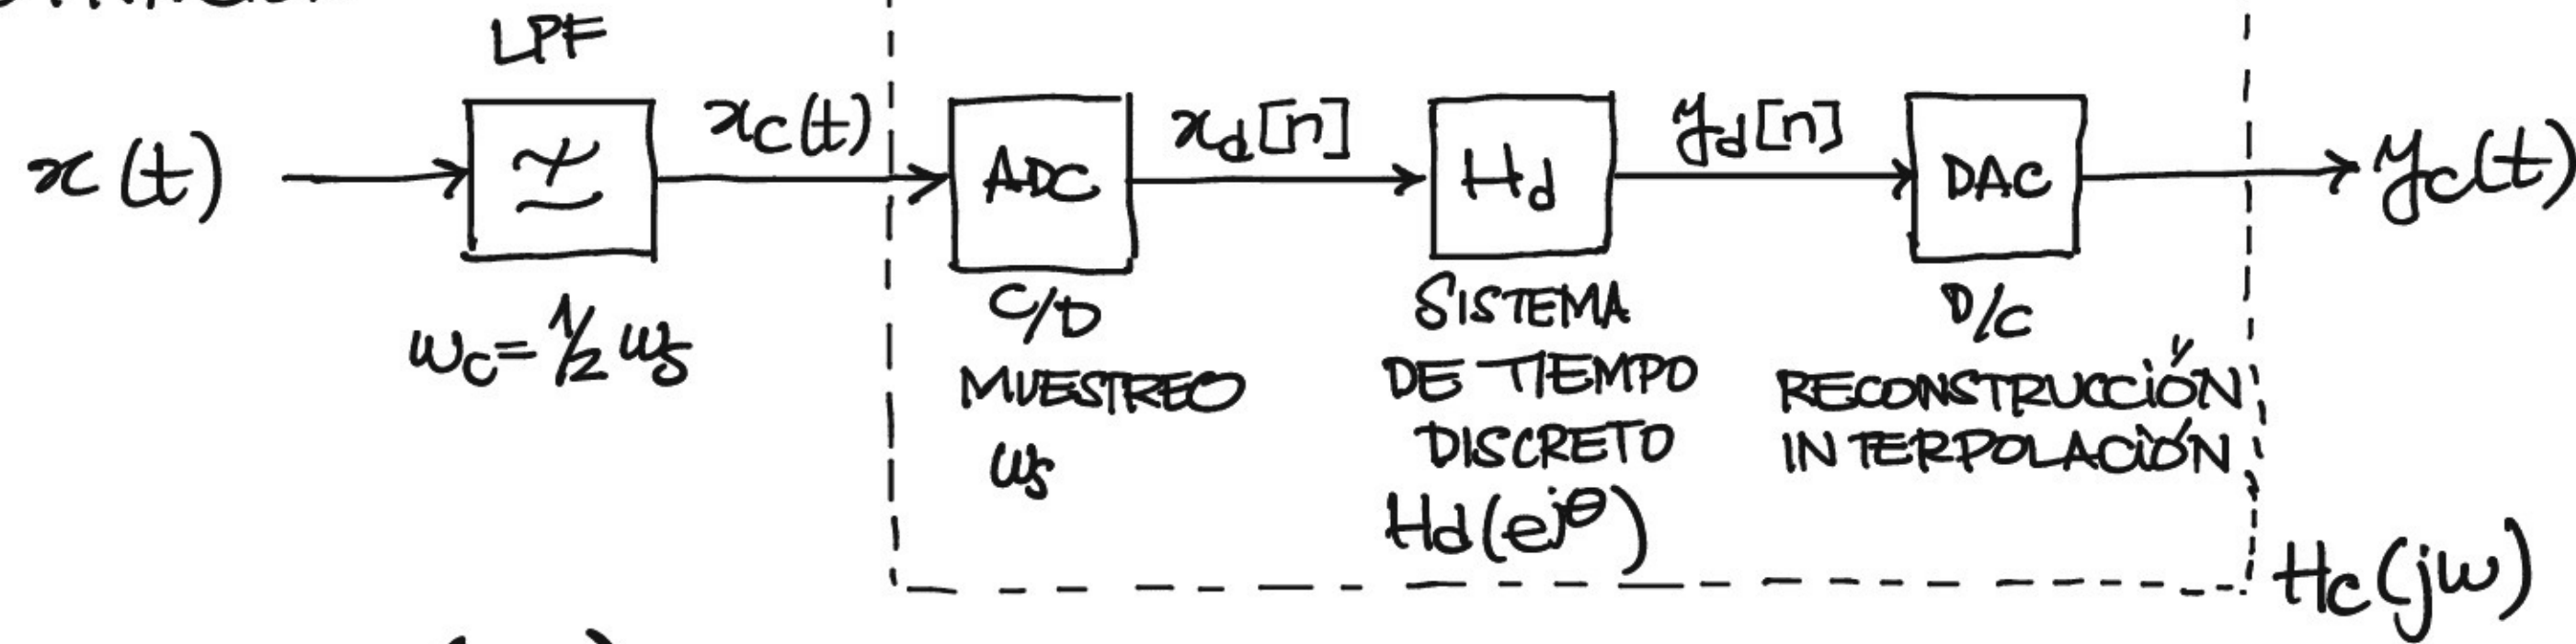 LPF
x(t)
x_c(t)
ADC
x_d[n]
H_d
y_d[n]
DAC
y_c(t)
ω_c = 1/2 ω_s
C/D
MUESTREO
ω_s
SISTEMA
DE TIEMPO
DISCRETO
H_d(e^{jθ})
D/C
RECONSTRUCCIÓN
INTERPOLACIÓN
H_c(jω)